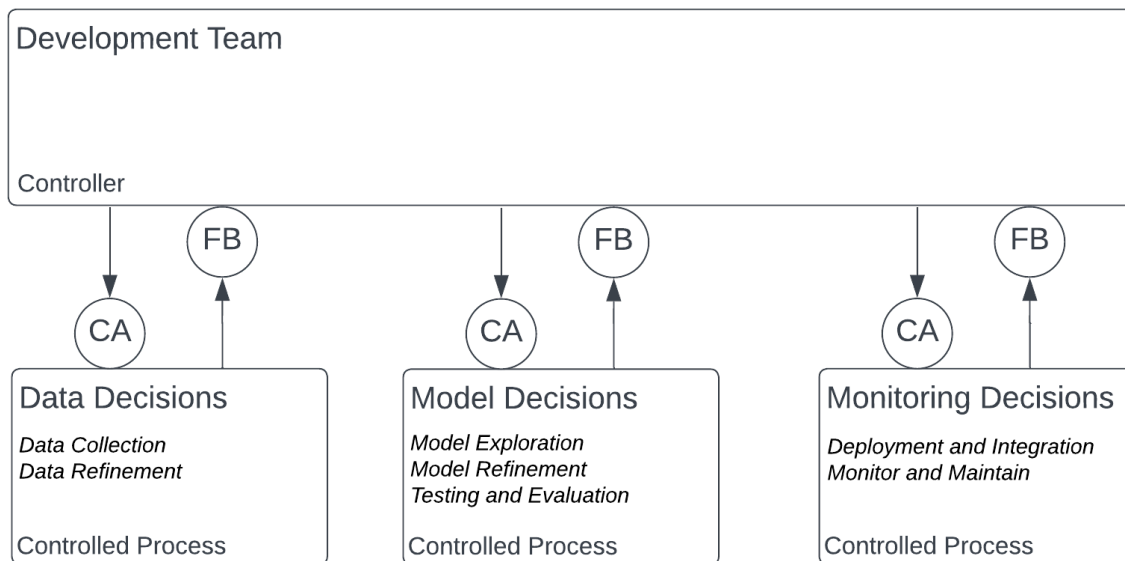 Development Team
Controller
FB
FB
FB
CA
CA
CA
Data Decisions
Data Collection
Data Refinement
Controlled Process
Model Decisions
Model Exploration
Model Refinement
Testing and Evaluation
Controlled Process
Monitoring Decisions
Deployment and Integration
Monitor and Maintain
Controlled Process